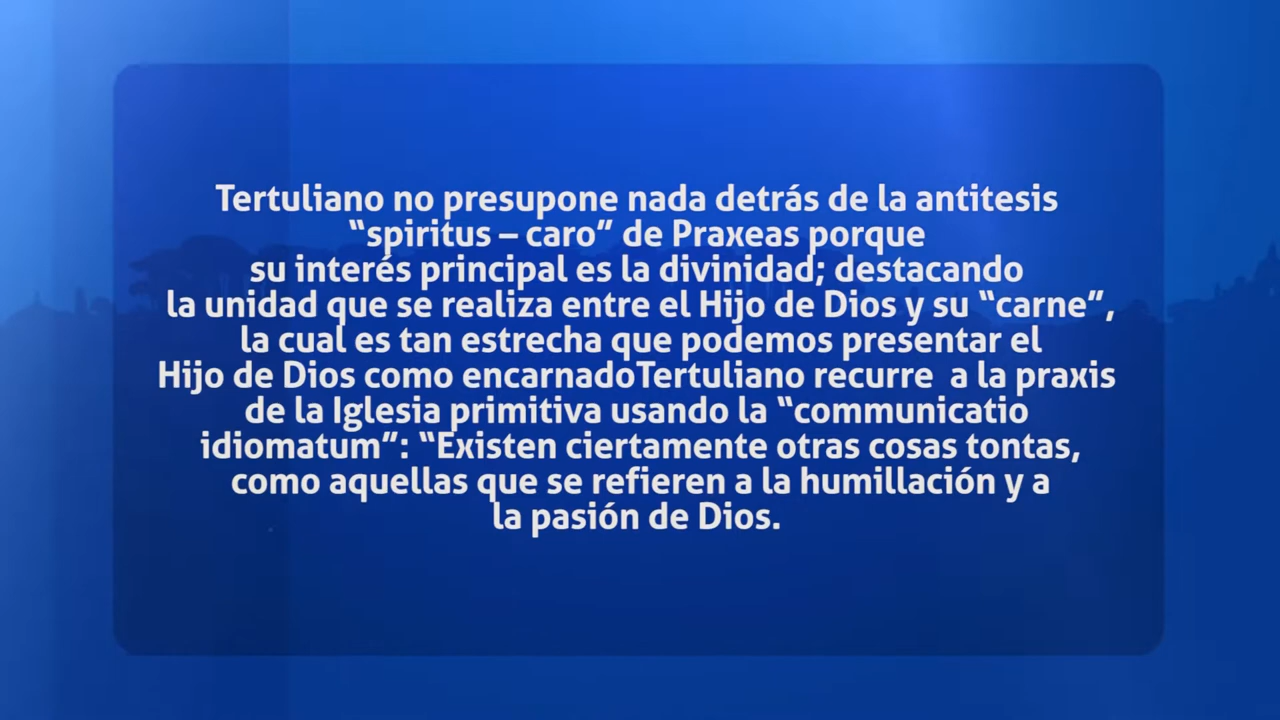 Tertuliano no presupone nada detrás de la antitesis
“spiritus – caro” de Praxeas porque
su interés principal es la divinidad; destacando
la unidad que se realiza entre el Hijo de Dios y su “carne”,
la cual es tan estrecha que podemos presentar el
Hijo de Dios como encarnadoTertuliano recurre  a la praxis
de la Iglesia primitiva usando la “communicatio
idiomatum”: “Existen ciertamente otras cosas tontas,
como aquellas que se refieren a la humillación y a
la pasión de Dios.